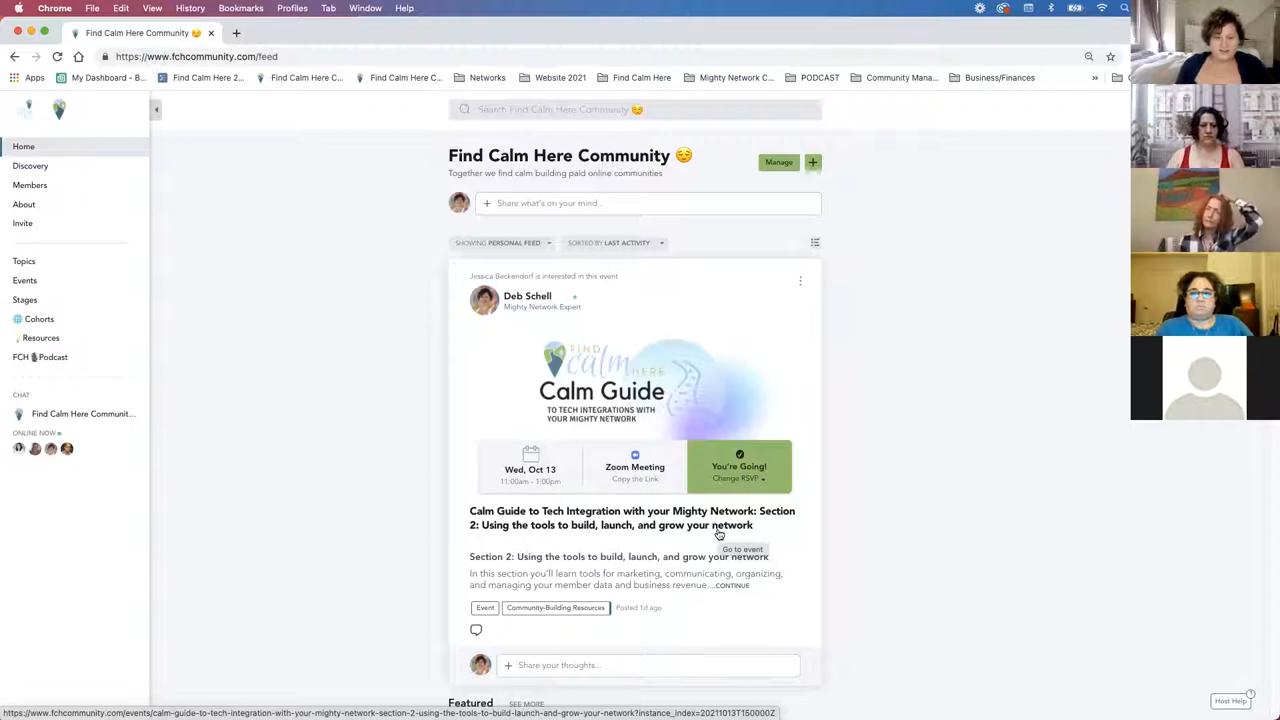 Chrome File Edit View History Bookmarks Profiles Tab Window Help
Find Calm Here Community 😌
https://www.fchcommunity.com/feed
Apps My Dashboard - B... Find Calm Here 2... Find Calm Here C... Find Calm Here C... Networks Website 2021 Find Calm Here Mighty Network C... PODCAST Community Mana... Business/Finances »
Search Find Calm Here Community 😌
Home
Discovery
Members
About
Invite
Topics
Events
Stages
🌐 Cohorts
💡Resources
FCH 🎙Podcast
CHAT
Find Calm Here Communit...
ONLINE NOW
Find Calm Here Community 😌
Together we find calm building paid online communities
Manage +
+ Share what's on your mind...
SHOWING PERSONAL FEED SORTED BY LAST ACTIVITY
Jessica Beckendorf is interested in this event
Deb Schell
Mighty Network Expert
FIND
calm
HERE
Calm Guide
TO TECH INTEGRATIONS WITH
YOUR MIGHTY NETWORK
Wed, Oct 13
11:00am - 1:00pm
Zoom Meeting
Copy the Link
You're Going!
Change RSVP
Calm Guide to Tech Integration with your Mighty Network: Section
2: Using the tools to build, launch, and grow your network
Go to event
Section 2: Using the tools to build, launch, and grow your network
In this section you'll learn tools for marketing, communicating, organizing,
and managing your member data and business revenue....CONTINUE
Event Community-Building Resources Posted 1d ago
+ Share your thoughts...
Featured SEE MORE
Host Help ?
https://www.fchcommunity.com/events/calm-guide-to-tech-integration-with-your-mighty-network-section-2-using-the-tools-to-build-launch-and-grow-your-network?instance_index=20211013T150000Z